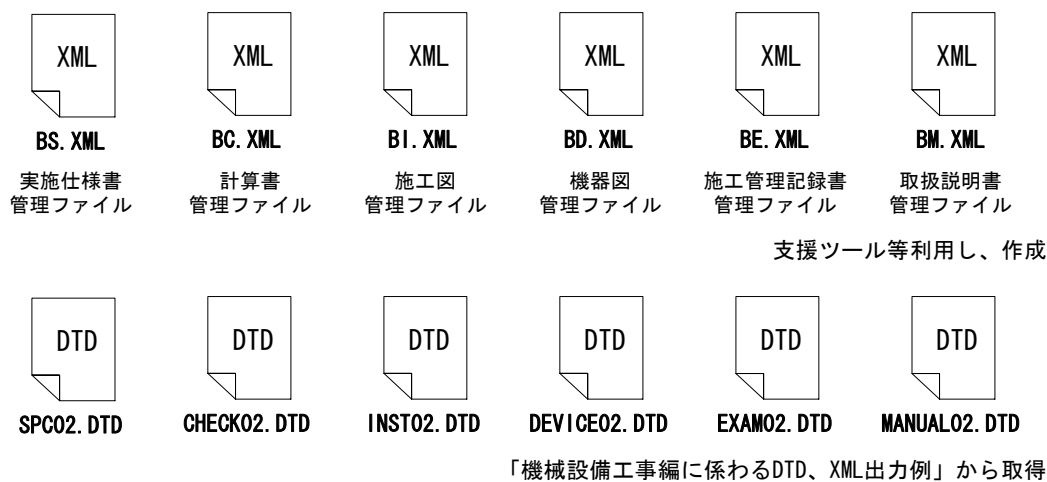 XML XML XML XML XML XML
BS.XML BC.XML BI.XML BD.XML BE.XML BM.XML
実施仕様書 計算書 施工図 機器図 施工管理記録書 取扱説明書
管理ファイル 管理ファイル 管理ファイル 管理ファイル 管理ファイル 管理ファイル
支援ツール等利用し、作成
DTD DTD DTD DTD DTD DTD
SPC02.DTD CHECK02.DTD INST02.DTD DEVICE02.DTD EXAM02.DTD MANUAL02.DTD
「機械設備工事編に係わるDTD、XML出力例」から取得